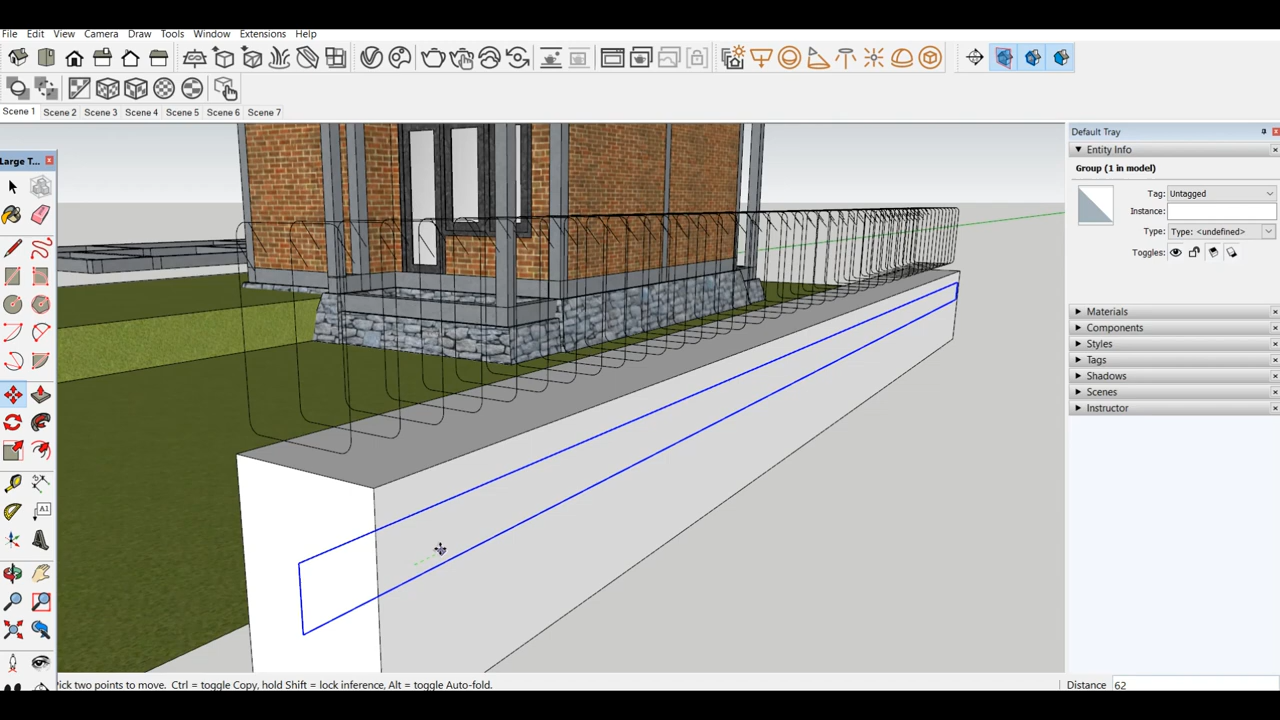 File Edit View Camera Draw Tools Window Extensions Help
Scene 1 Scene 2 Scene 3 Scene 4 Scene 5 Scene 6 Scene 7
Large T...
A1
Default Tray
Entity Info
Group (1 in model)
Tag: Untagged
Instance:
Type: Type: <undefined>
Toggles:
Materials
Components
Styles
Tags
Shadows
Scenes
Instructor
Pick two points to move. Ctrl = toggle Copy, hold Shift = lock inference, Alt = toggle Auto-fold.
Distance 62